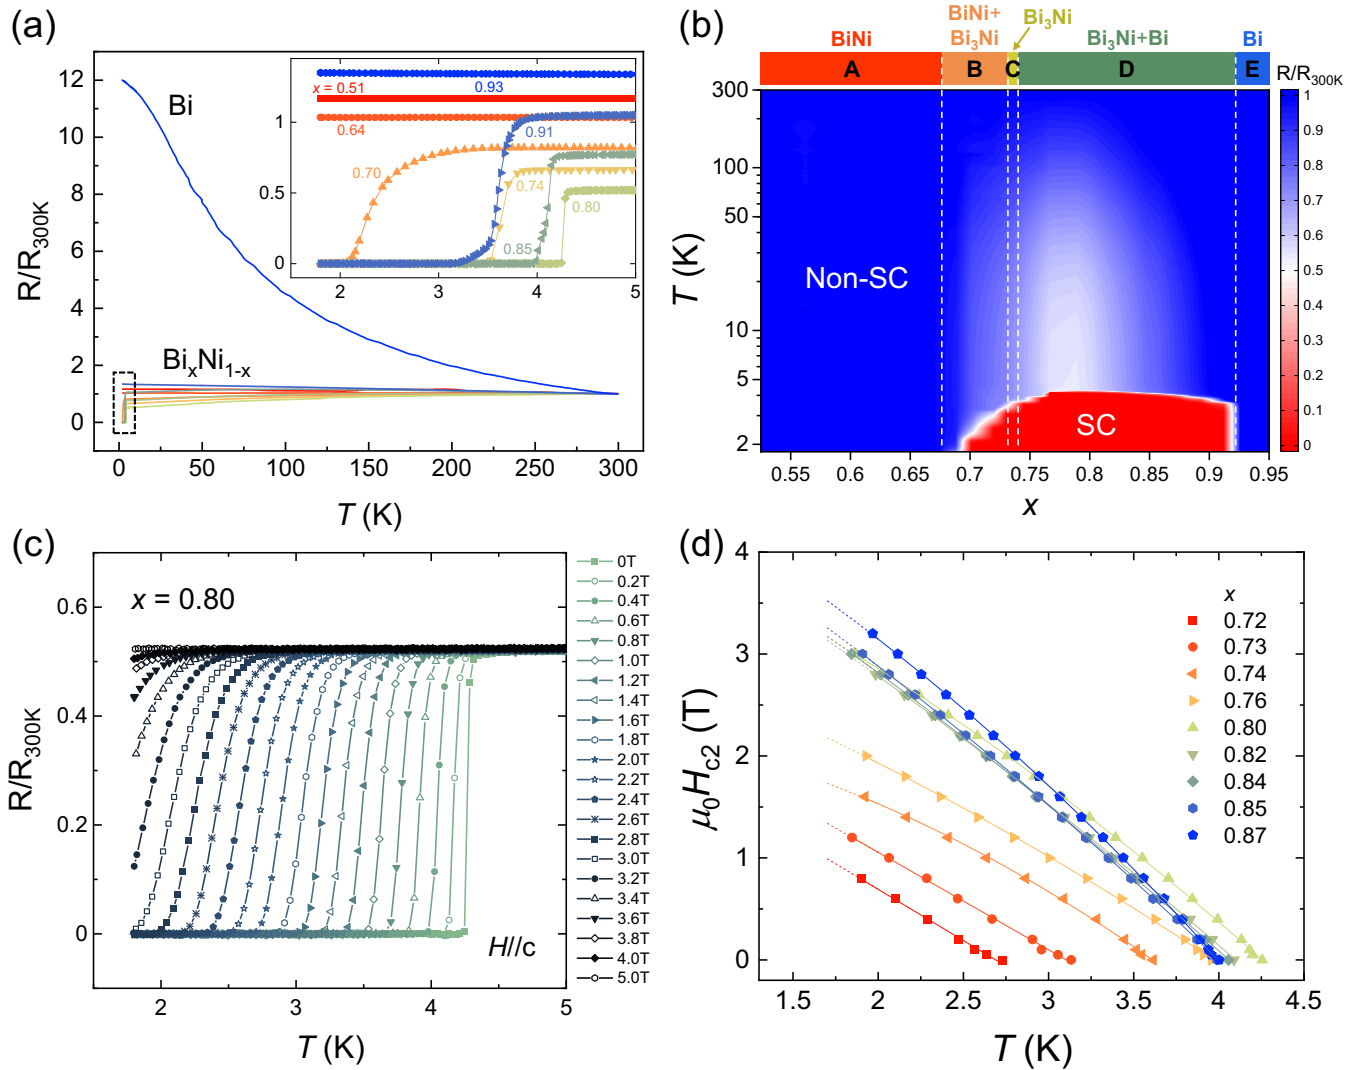 (a)
12
10
8
6
4
2
0
R/R300K
Bi
BixNi1-x
x = 0.51
0.93
0.64
0.91
0.70
0.74
0.80
0.85
1
0.5
0
2 3 4 5
0 50 100 150 200 250 300
T (K)
(b)
BiNi
BiNi+
Bi3Ni
Bi3Ni
Bi3Ni+Bi
Bi
A B C D E
R/R300K
300
100
50
10
5
2
T (K)
Non-SC
SC
0.55 0.6 0.65 0.7 0.75 0.8 0.85 0.9 0.95
x
1
0.9
0.8
0.7
0.6
0.5
0.4
0.3
0.2
0.1
0
(c)
x = 0.80
0.6
0.4
0.2
0
R/R300K
H//c
2 3 4 5
T (K)
0T
0.2T
0.4T
0.6T
0.8T
1.0T
1.2T
1.4T
1.6T
1.8T
2.0T
2.2T
2.4T
2.6T
2.8T
3.0T
3.2T
3.4T
3.6T
3.8T
4.0T
5.0T
(d)
4
3
2
1
0
μ0Hc2 (T)
x
0.72
0.73
0.74
0.76
0.80
0.82
0.84
0.85
0.87
1.5 2 2.5 3 3.5 4 4.5
T (K)